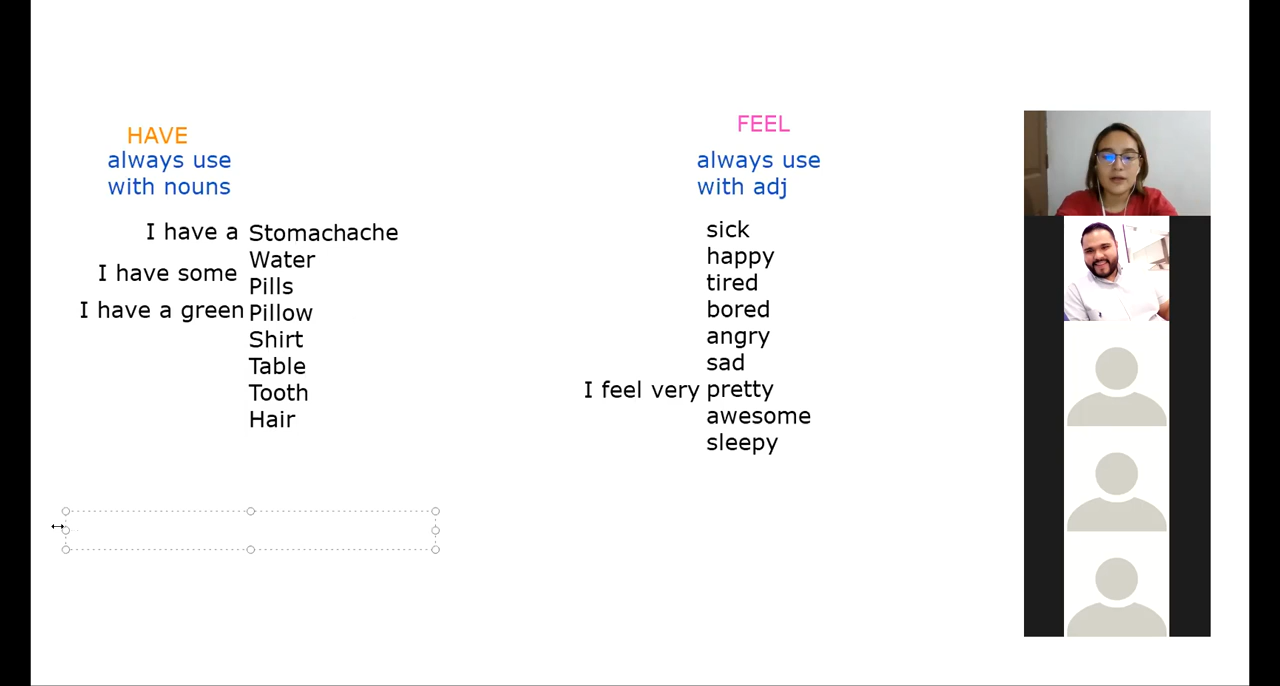 HAVE
always use
with nouns
I have a Stomachache
Water
I have some
Pills
I have a green Pillow
Shirt
Table
Tooth
Hair
FEEL
always use
with adj
sick
happy
tired
bored
angry
sad
I feel very pretty
awesome
sleepy